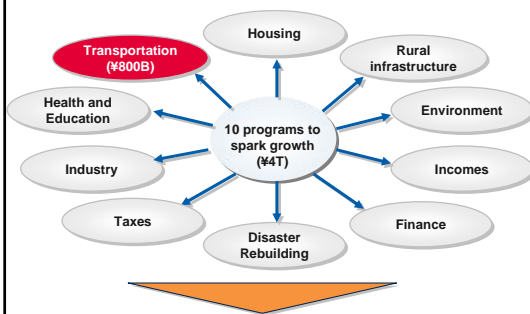 Housing
Transportation
(¥800B)
Rural
infrastructure
Health and
Education
Environment
10 programs to
spark growth
(¥4T)
Industry
Incomes
Taxes
Finance
Disaster
Rebuilding